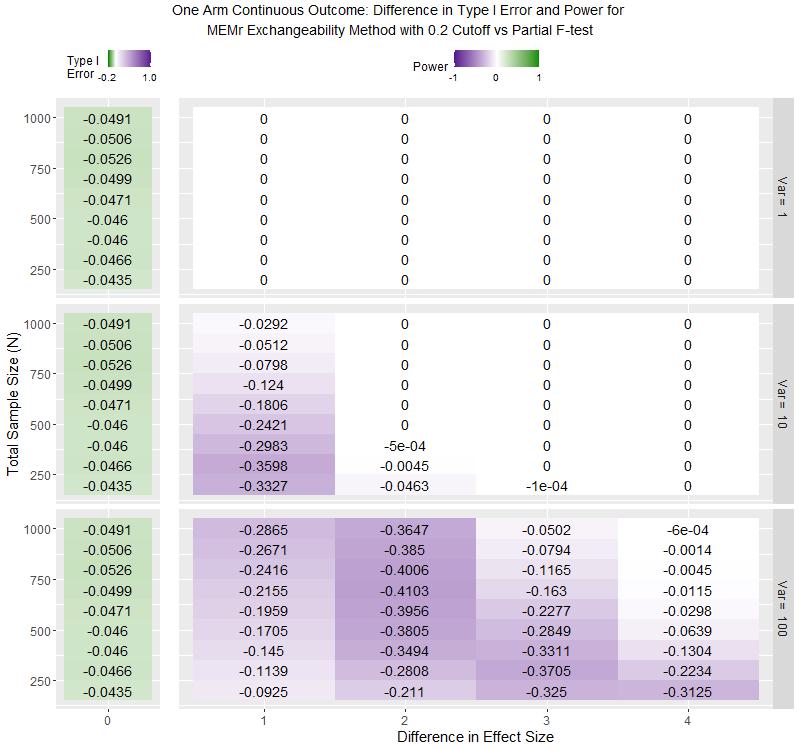 One Arm Continuous Outcome: Difference in Type I Error and Power for
MEMr Exchangeability Method with 0.2 Cutoff vs Partial F-test
Type I
Error -0.2 1.0
Power -1 0 1
1000 -0.0491 0 0 0 0
-0.0506 0 0 0 0
750 -0.0526 0 0 0 0
-0.0499 0 0 0 0
-0.0471 0 0 0 0
500 -0.046 0 0 0 0
-0.046 0 0 0 0
250 -0.0466 0 0 0 0
-0.0435 0 0 0 0
Var = 1
1000 -0.0491 -0.0292 0 0 0
-0.0506 -0.0512 0 0 0
750 -0.0526 -0.0798 0 0 0
-0.0499 -0.124 0 0 0
-0.0471 -0.1806 0 0 0
500 -0.046 -0.2421 0 0 0
-0.046 -0.2983 -5e-04 0 0
250 -0.0466 -0.3598 -0.0045 0 0
-0.0435 -0.3327 -0.0463 -1e-04 0
Var = 10
1000 -0.0491 -0.2865 -0.3647 -0.0502 -6e-04
-0.0506 -0.2671 -0.385 -0.0794 -0.0014
750 -0.0526 -0.2416 -0.4006 -0.1165 -0.0045
-0.0499 -0.2155 -0.4103 -0.163 -0.0115
-0.0471 -0.1959 -0.3956 -0.2277 -0.0298
500 -0.046 -0.1705 -0.3805 -0.2849 -0.0639
-0.046 -0.145 -0.3494 -0.3311 -0.1304
250 -0.0466 -0.1139 -0.2808 -0.3705 -0.2234
-0.0435 -0.0925 -0.211 -0.325 -0.3125
Var = 100
Total Sample Size (N)
0 1 2 3 4
Difference in Effect Size